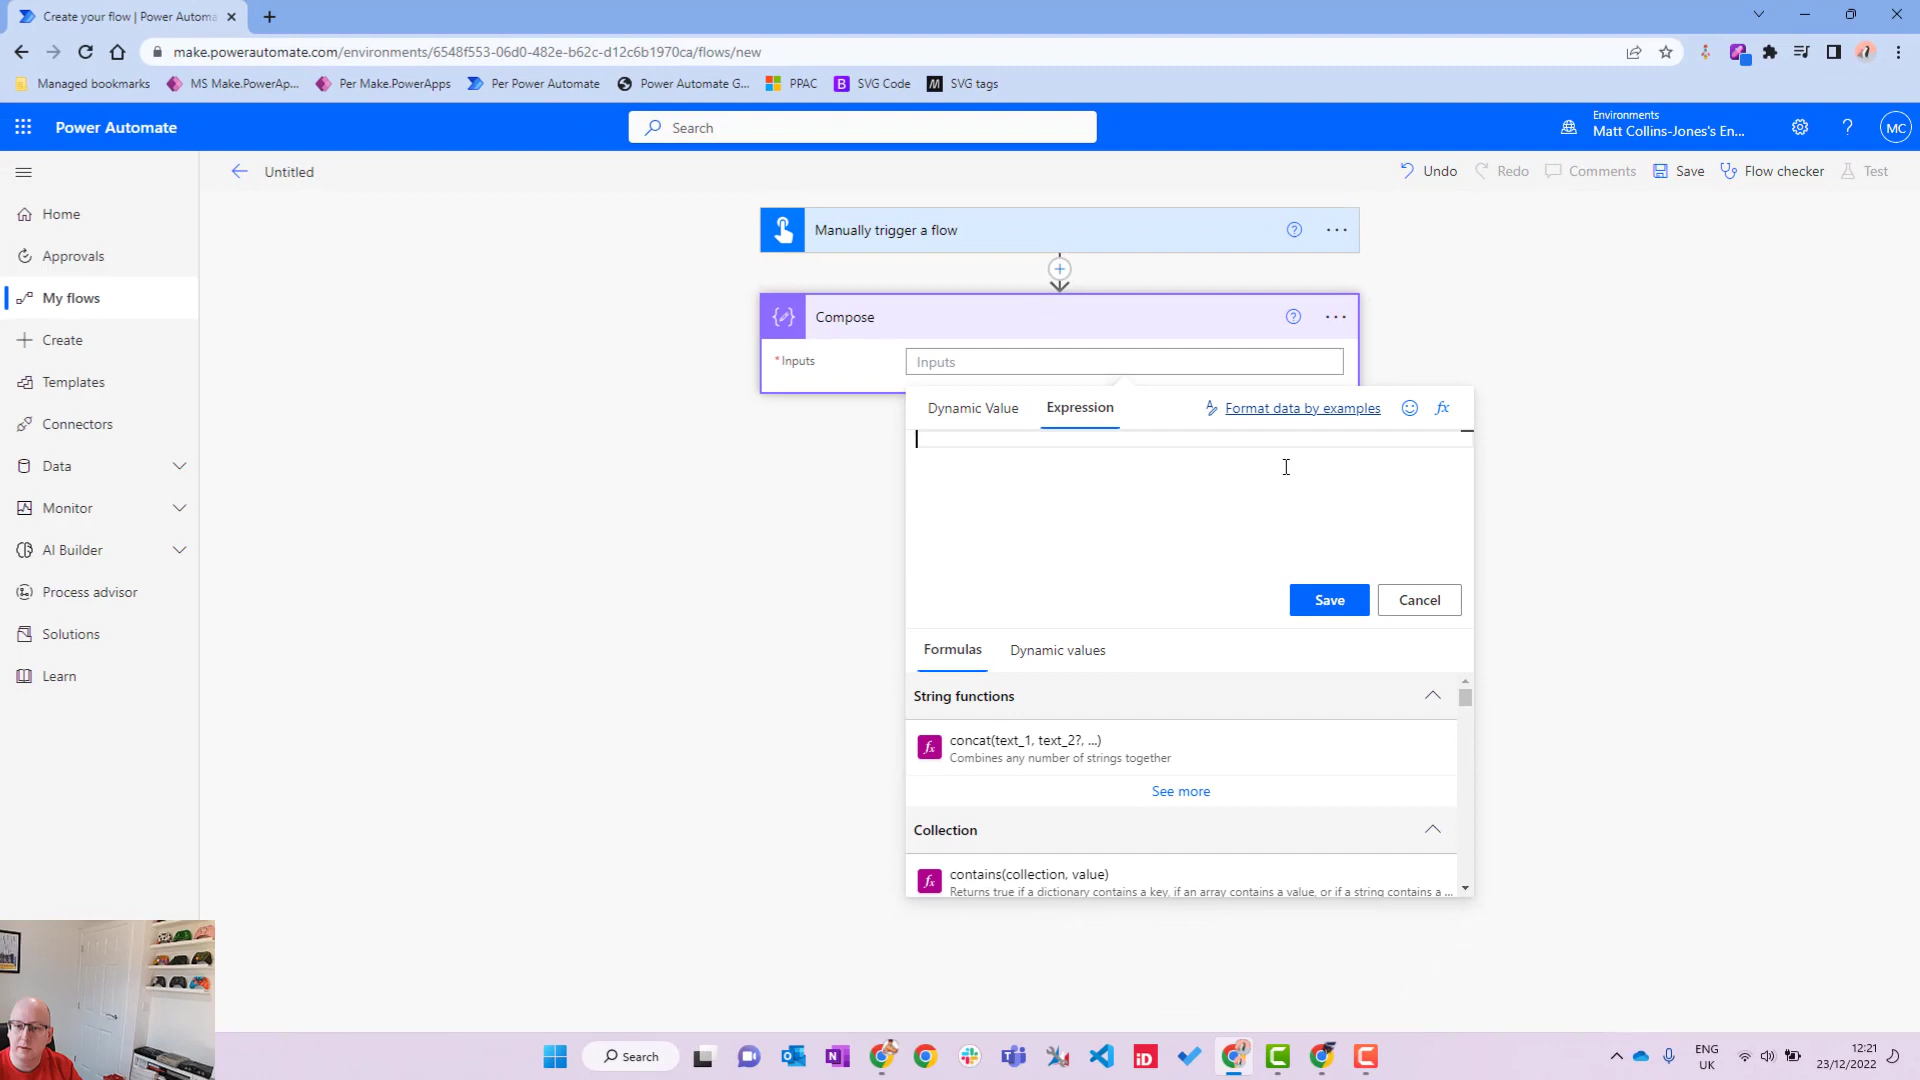 Create your flow | Power Automa
make.powerautomate.com/environments/6548f553-06d0-482e-b62c-d12c6b1970ca/flows/new
Managed bookmarks
MS Make.PowerAp...
Per Make.PowerApps
Per Power Automate
Power Automate G...
PPAC
SVG Code
SVG tags
Power Automate
Search
Environments
Matt Collins-Jones's En...
MC
Untitled
Undo
Redo
Comments
Save
Flow checker
Test
Home
Approvals
My flows
Create
Templates
Connectors
Data
Monitor
AI Builder
Process advisor
Solutions
Learn
Manually trigger a flow
Compose
* Inputs
Inputs
Dynamic Value
Expression
Format data by examples
fx
Save
Cancel
Formulas
Dynamic values
String functions
fx
concat(text_1, text_2?, ...)
Combines any number of strings together
See more
Collection
fx
contains(collection, value)
Returns true if a dictionary contains a key, if an array contains a value, or if a string contains a ...
Search
ENG
UK
12:21
23/12/2022